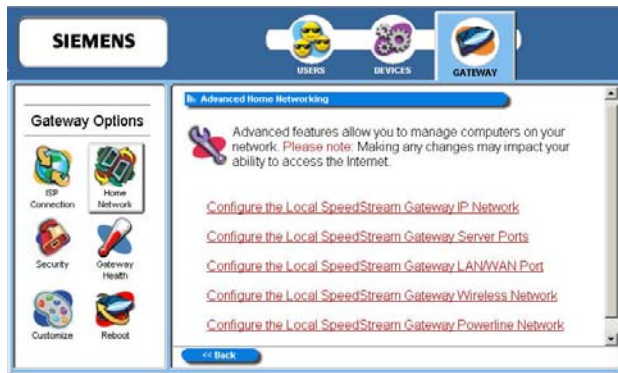 SIEMENS
USERS
DEVICES
GATEWAY
Gateway Options
ISP
Connection
Home
Network
Security
Gateway
Health
Customize
Reboot
Advanced Home Networking
Advanced features allow you to manage computers on your
network. Please note: Making any changes may impact your
ability to access the Internet.
Configure the Local SpeedStream Gateway IP Network
Configure the Local SpeedStream Gateway Server Ports
Configure the Local SpeedStream Gateway LAN/WAN Port
Configure the Local SpeedStream Gateway Wireless Network
Configure the Local SpeedStream Gateway Powerline Network
<< Back